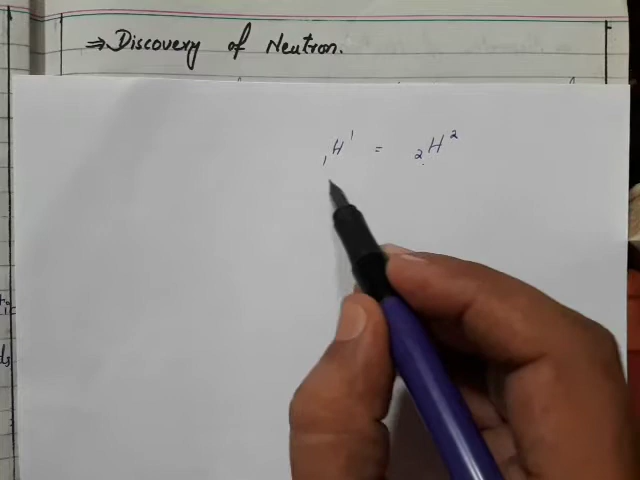 ⇒ Discovery of Neutron.
₁H¹ = ₂H²